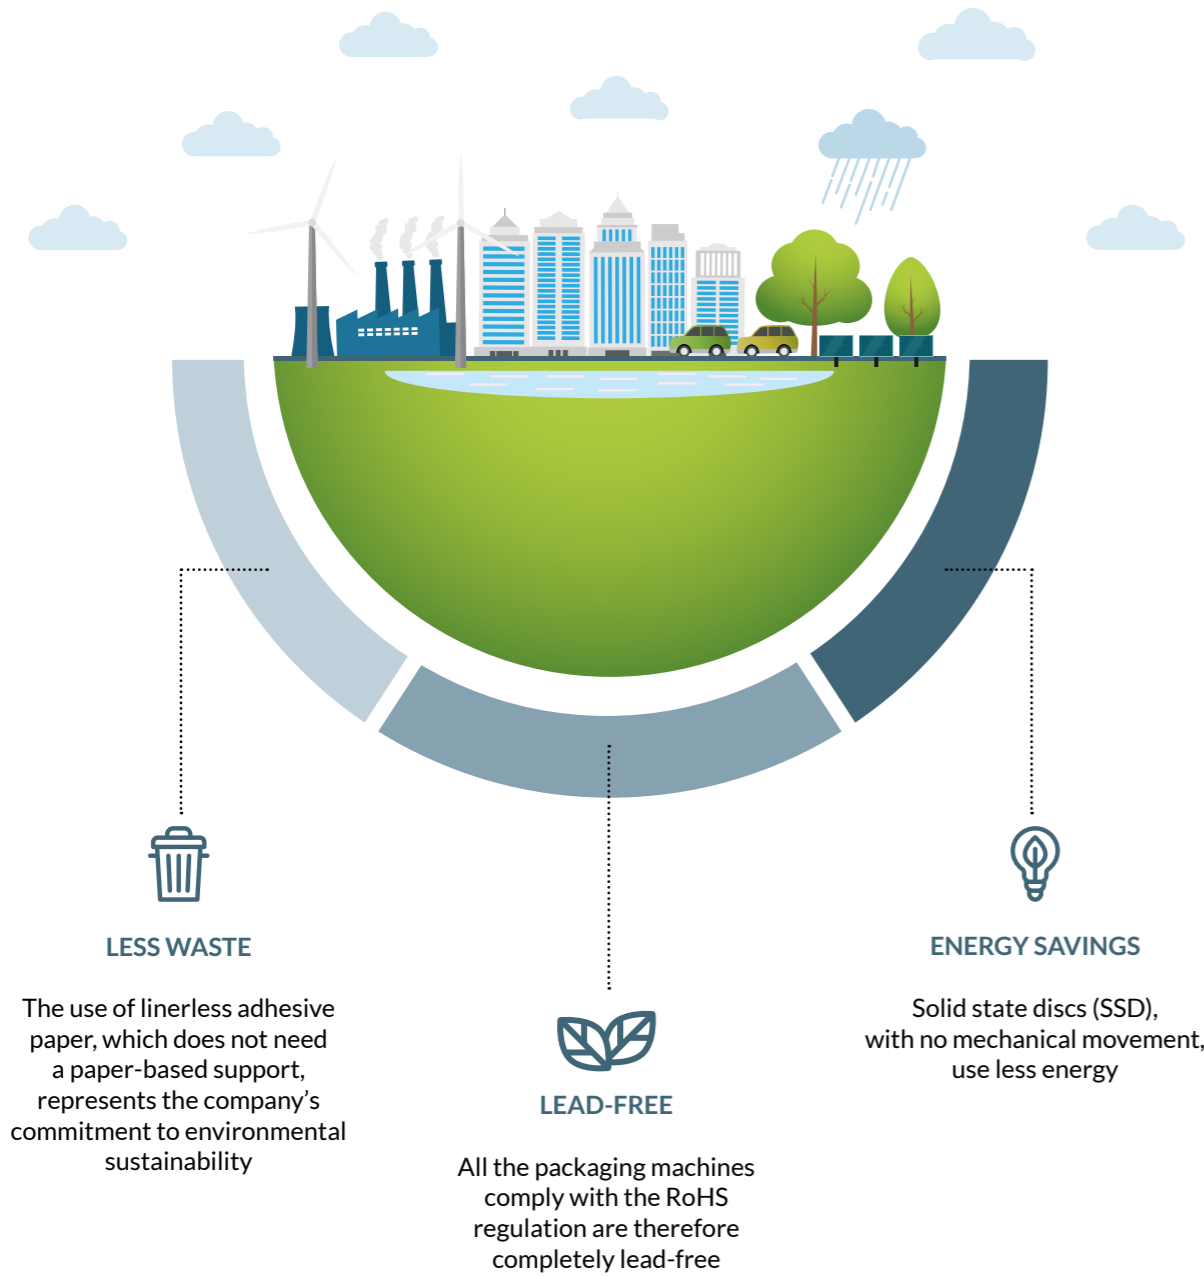 LESS WASTE
The use of linerless adhesive
paper, which does not need
a paper-based support,
represents the company’s
commitment to environmental
sustainability
LEAD-FREE
All the packaging machines
comply with the RoHS
regulation are therefore
completely lead-free
ENERGY SAVINGS
Solid state discs (SSD),
with no mechanical movement,
use less energy